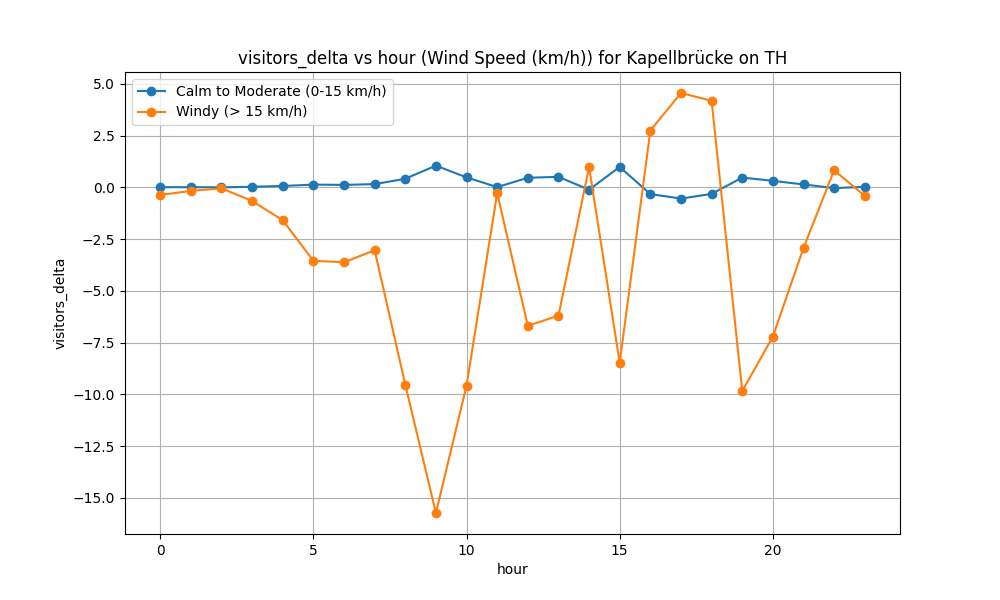 visitors_delta vs hour (Wind Speed (km/h)) for Kapellbrücke on TH
Calm to Moderate (0-15 km/h)
Windy (> 15 km/h)
5.0
2.5
0.0
−2.5
−5.0
−7.5
−10.0
−12.5
−15.0
visitors_delta
0 5 10 15 20
hour